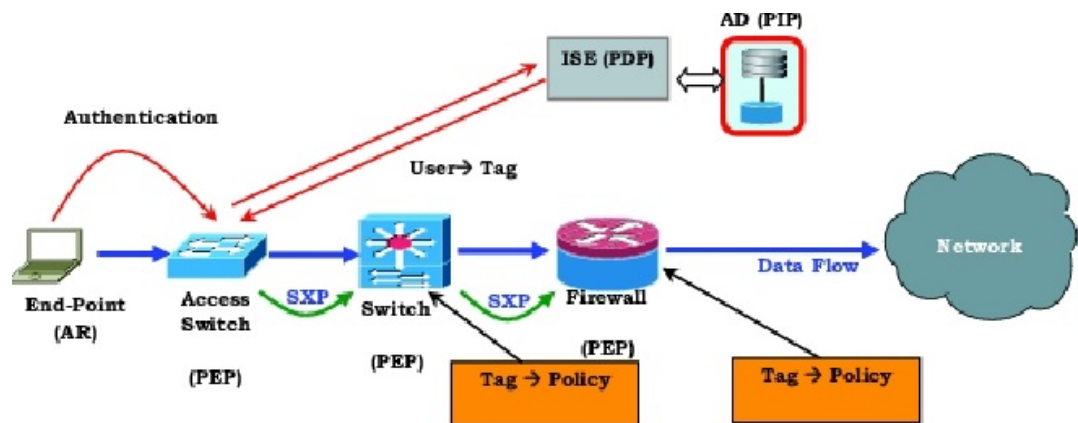 AD (PIP)
ISE (PDP)
Authentication
User→ Tag
Network
Data Flow
End-Point
(AR)
Access
Switch
(PEP)
SXP
Switch
(PEP)
SXP
Firewall
(PEP)
Tag → Policy
Tag → Policy